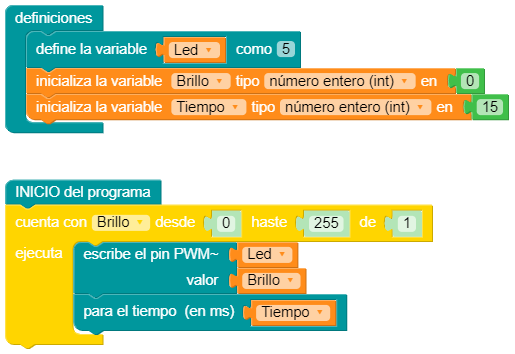 definiciones
define la variable Led como 5
inicializa la variable Brillo tipo número entero (int) en 0
inicializa la variable Tiempo tipo número entero (int) en 15
INICIO del programa
cuenta con Brillo desde 0 haste 255 de 1
ejecuta escribe el pin PWM~ Led
valor Brillo
para el tiempo (en ms) Tiempo